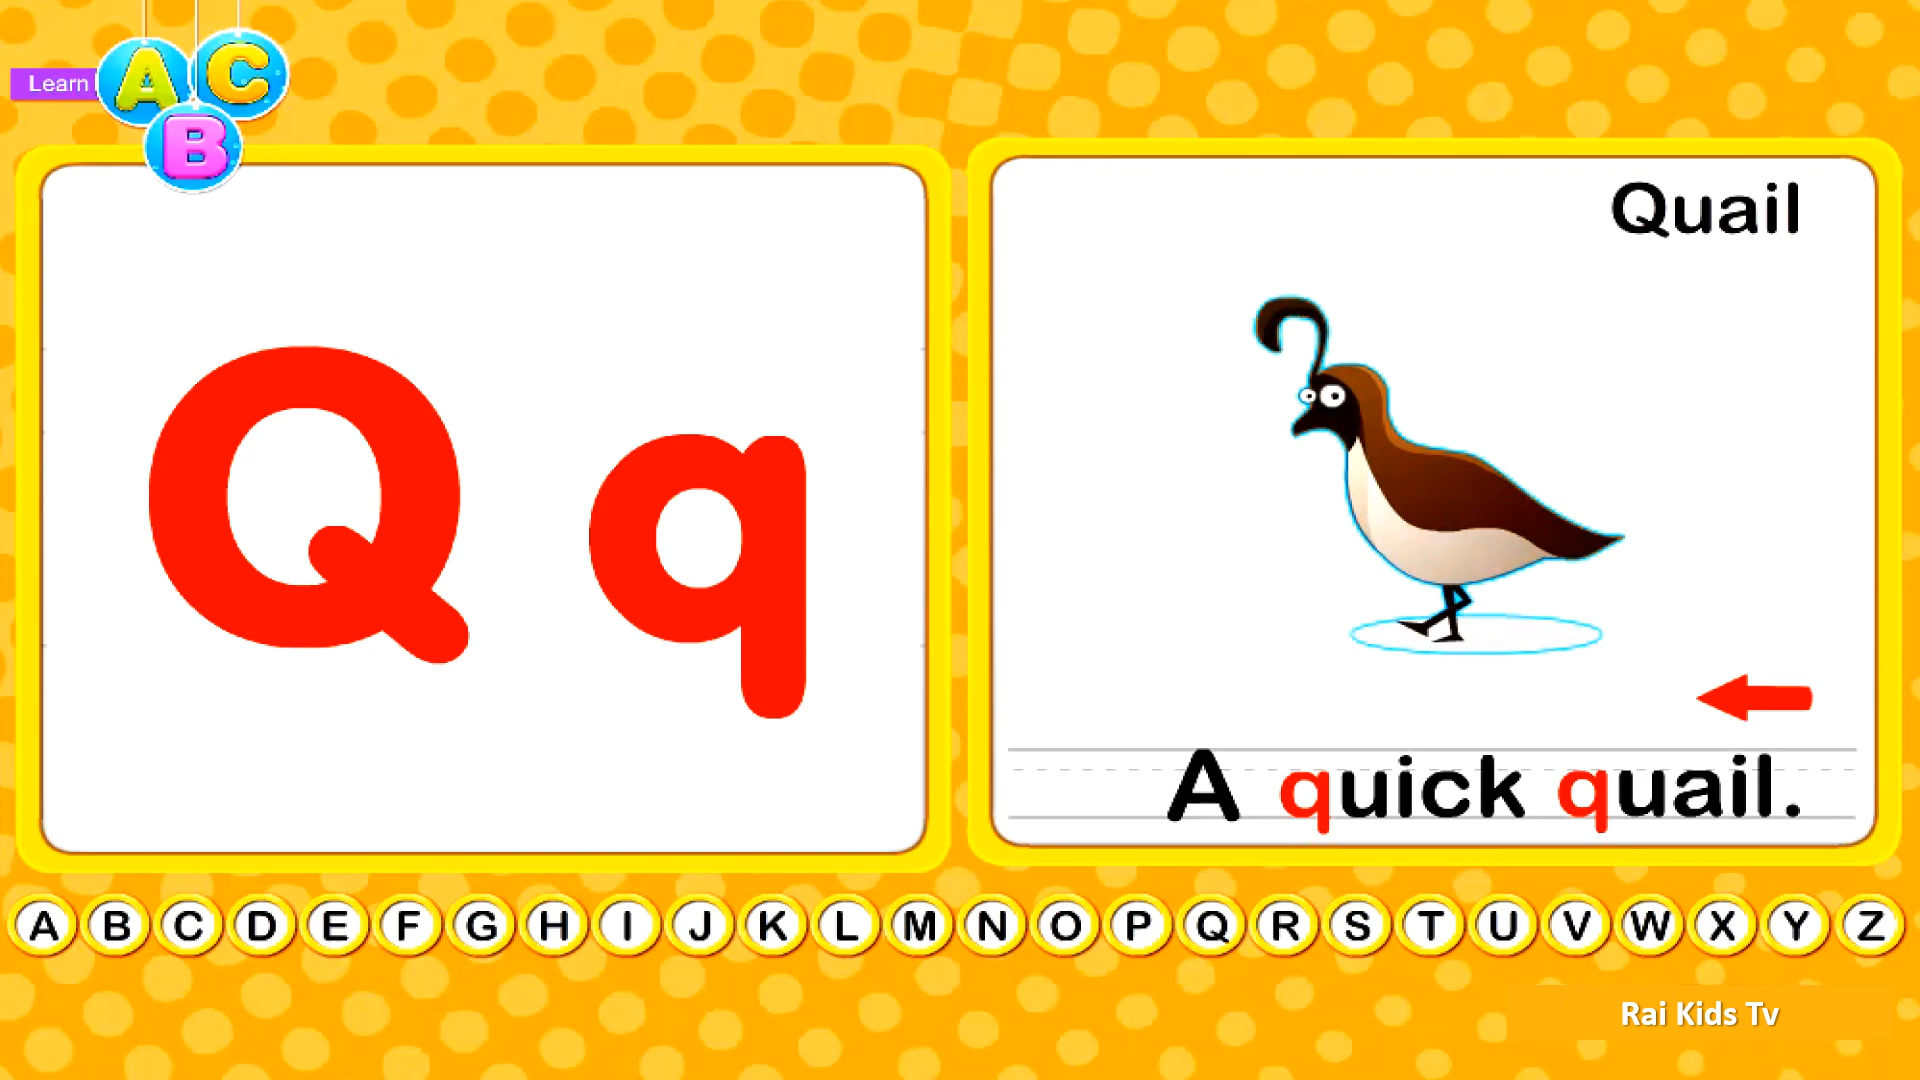 Learn
A C
B
Q q
Quail
A quick quail.
A B C D E F G H I J K L M N O P Q R S T U V W X Y Z
Rai Kids Tv